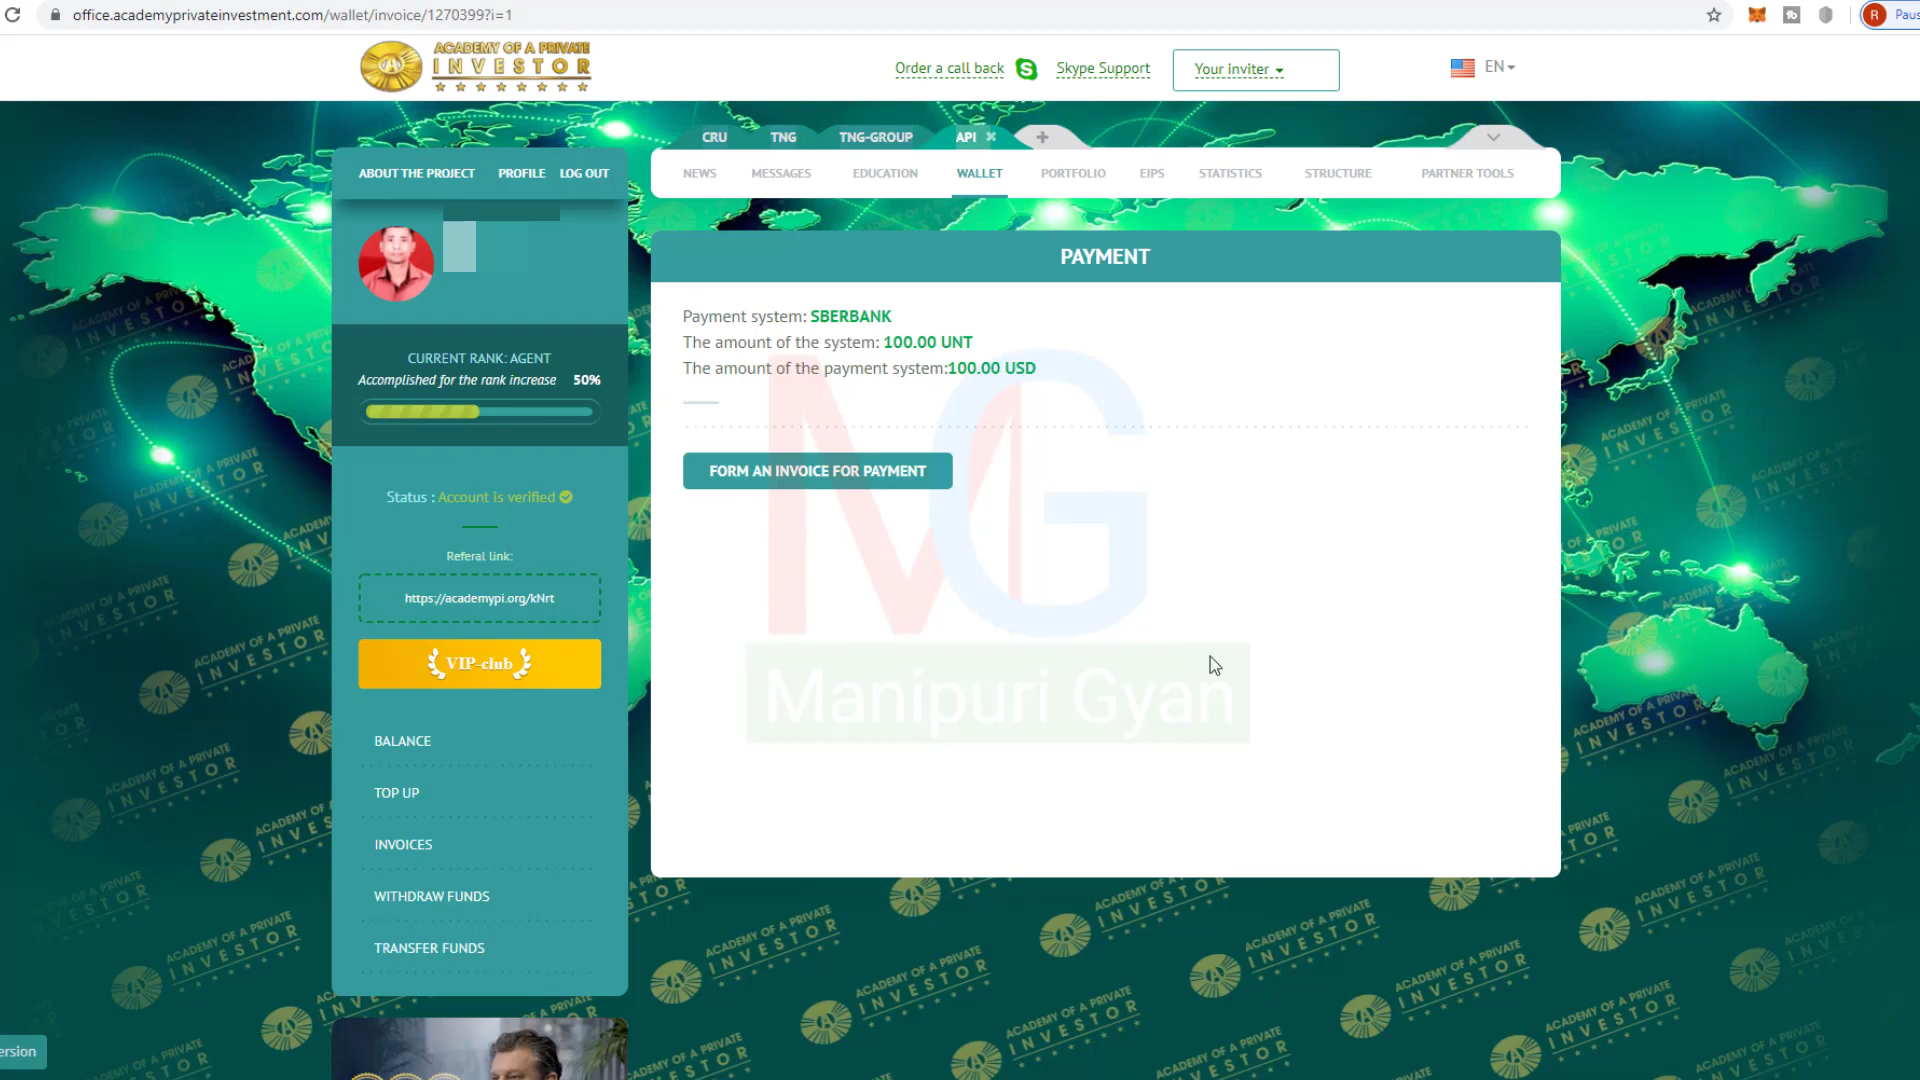 office.academyprivateinvestment.com/wallet/invoice/1270399?i=1
R
Paus
ACADEMY OF A PRIVATE
INVESTOR
Order a call back
Skype Support
Your inviter
EN
CRU
TNG
TNG-GROUP
API
ABOUT THE PROJECT
PROFILE
LOG OUT
NEWS
MESSAGES
EDUCATION
WALLET
PORTFOLIO
EIPS
STATISTICS
STRUCTURE
PARTNER TOOLS
CURRENT RANK: AGENT
Accomplished for the rank increase 50%
Status : Account is verified
Referal link:
https://academypi.org/kNrt
VIP-club
BALANCE
TOP UP
INVOICES
WITHDRAW FUNDS
TRANSFER FUNDS
PAYMENT
Payment system: SBERBANK
The amount of the system: 100.00 UNT
The amount of the payment system:100.00 USD
FORM AN INVOICE FOR PAYMENT
MG
Manipuri Gyan
ersion